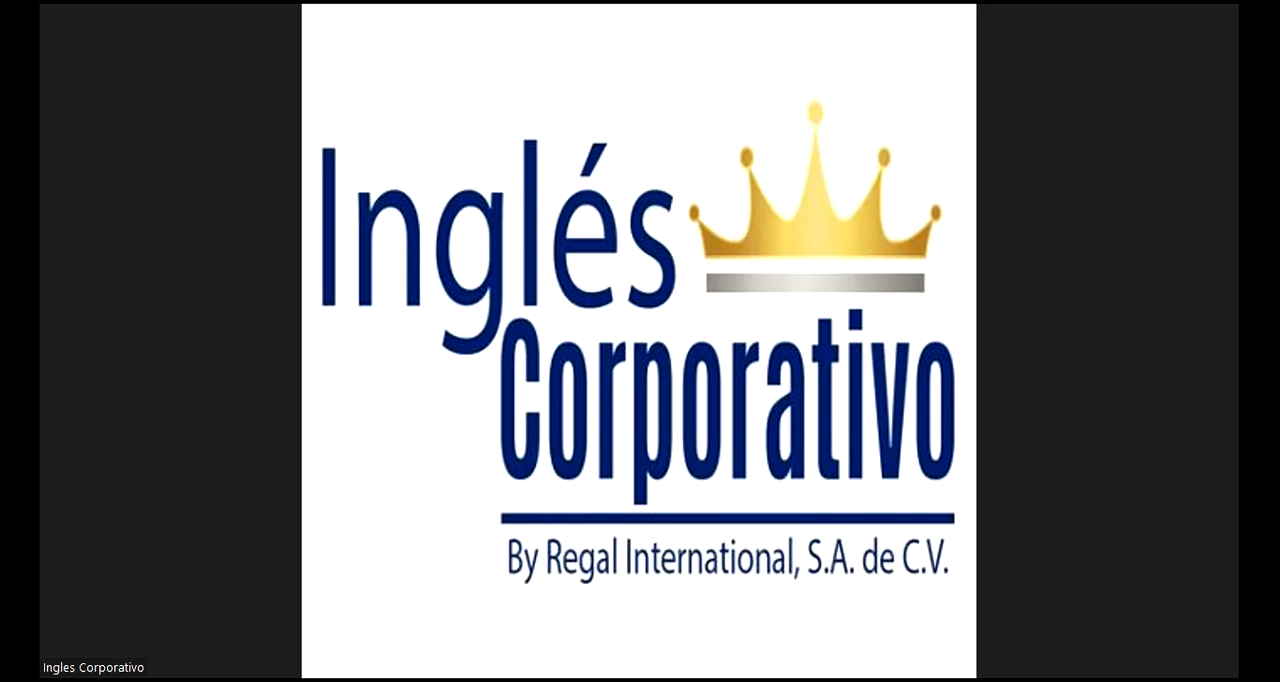 Inglés
Corporativo
By Regal International, S.A. de C.V.
Ingles Corporativo